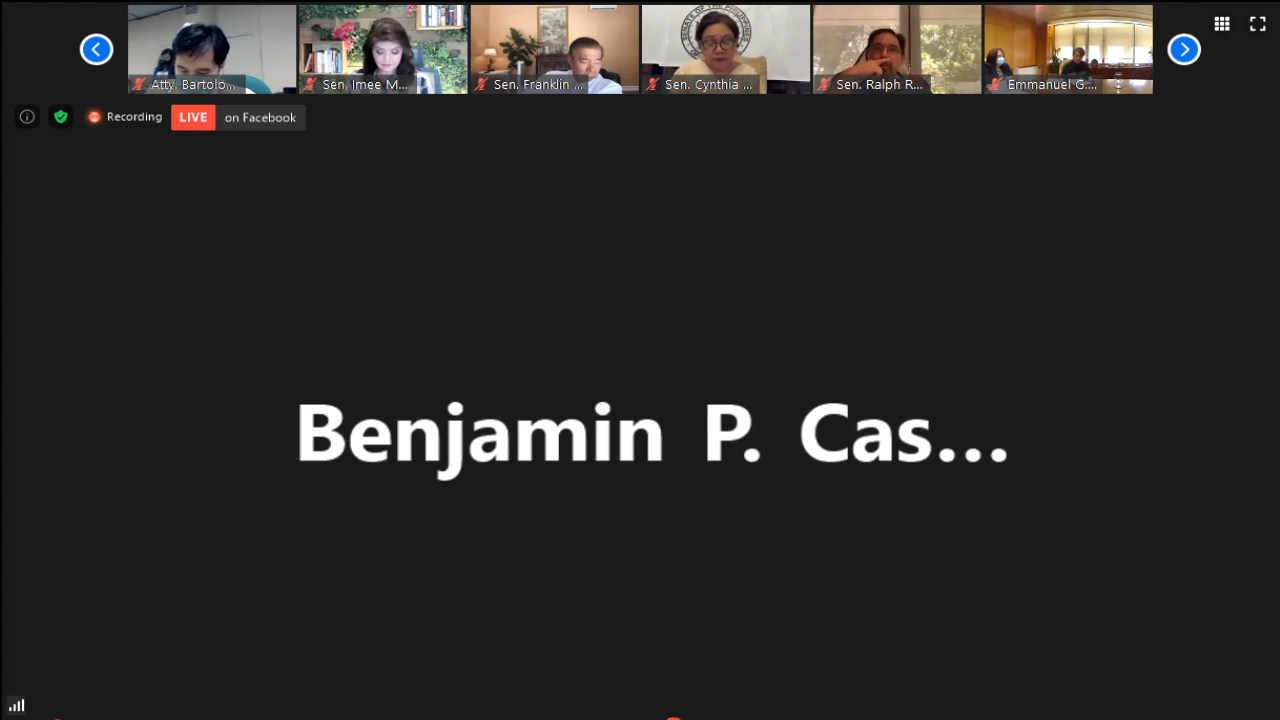 Atty. Bartolo...
Sen. Imee M...
Sen. Franklin ...
Sen. Cynthia ...
Sen. Ralph R...
Emmanuel G....
Recording
LIVE on Facebook
Benjamin P. Cas...